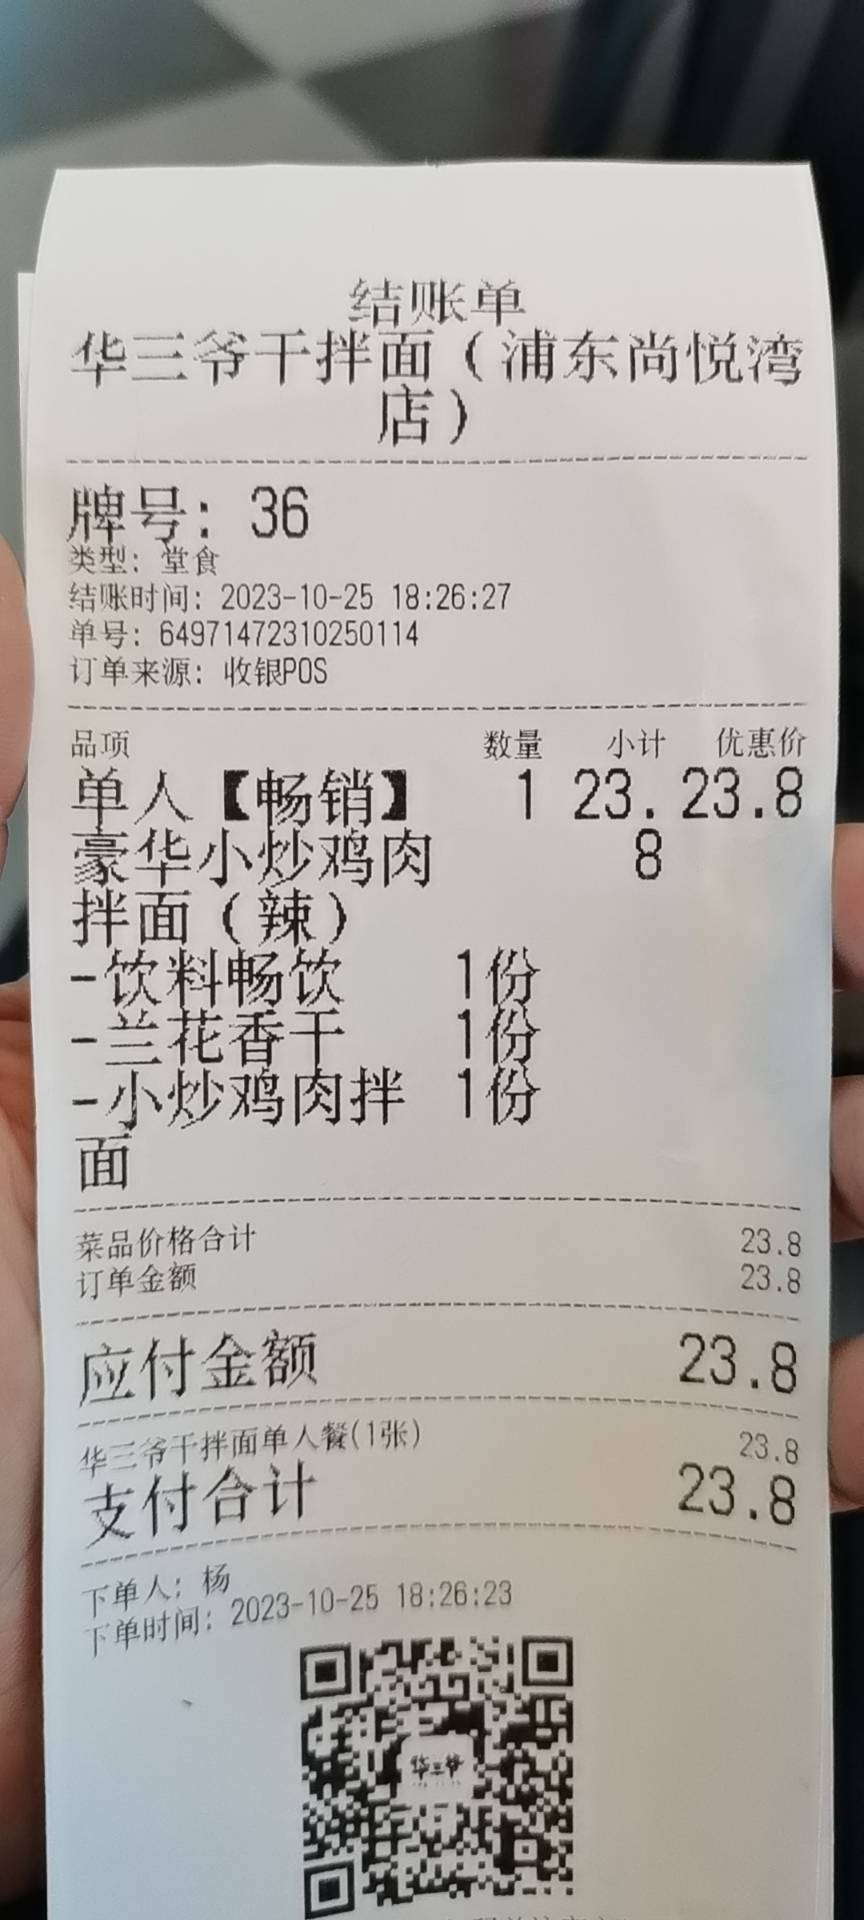 结账单
华三爷干拌面（浦东尚悦湾
店）
牌号: 36
类型: 堂食
结账时间: 2023-10-25 18:26:27
单号: 64971472310250114
订单来源: 收银POS
品项 数量 小计 优惠价
单人【畅销】 1 23. 23.8
豪华小炒鸡肉 8
拌面（辣）
-饮料畅饮 1份
-兰花香干 1份
-小炒鸡肉拌 1份
面
菜品价格合计 23.8
订单金额 23.8
应付金额 23.8
华三爷干拌面单人餐(1张) 23.8
支付合计 23.8
下单人: 杨
下单时间: 2023-10-25 18:26:23
华三爷